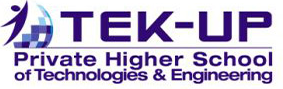 TEK-UP
Private Higher School
of Technologies & Engineering